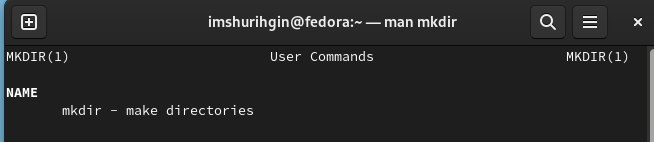 imshurihgin@fedora:~ — man mkdir
MKDIR(1) User Commands MKDIR(1)
NAME
mkdir - make directories